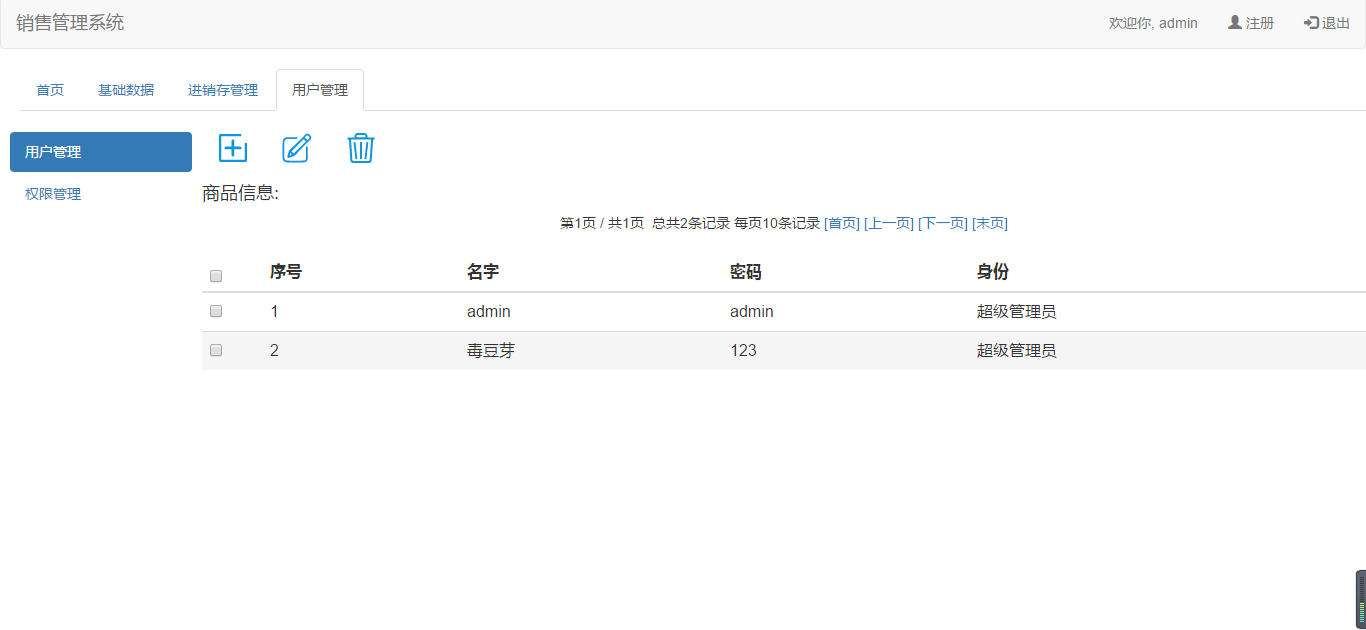 销售管理系统 欢迎你, admin 注册 退出
首页 基础数据 进销存管理 用户管理
用户管理
权限管理
商品信息:
第1页 / 共1页 总共2条记录 每页10条记录 [首页] [上一页] [下一页] [末页]
序号 名字 密码 身份
1 admin admin 超级管理员
2 毒豆芽 123 超级管理员